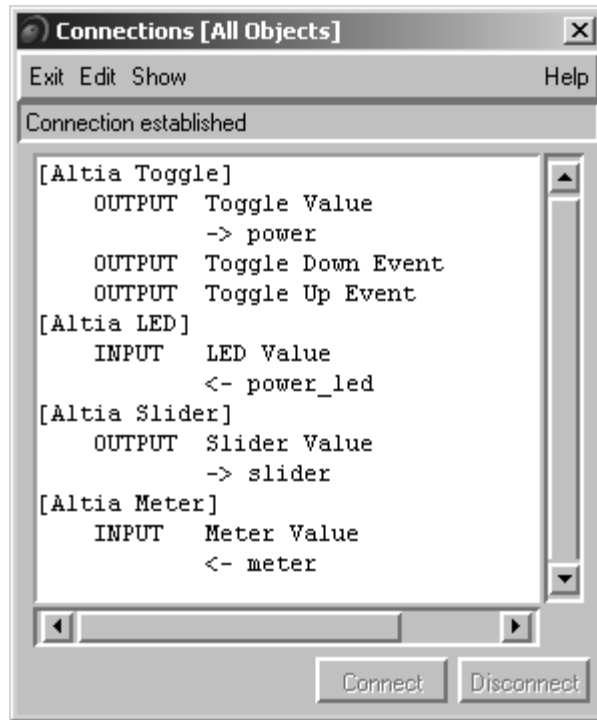 Connections [All Objects]
Exit Edit Show Help
Connection established
[Altia Toggle]
OUTPUT Toggle Value
-> power
OUTPUT Toggle Down Event
OUTPUT Toggle Up Event
[Altia LED]
INPUT LED Value
<- power_led
[Altia Slider]
OUTPUT Slider Value
-> slider
[Altia Meter]
INPUT Meter Value
<- meter
Connect Disconnect